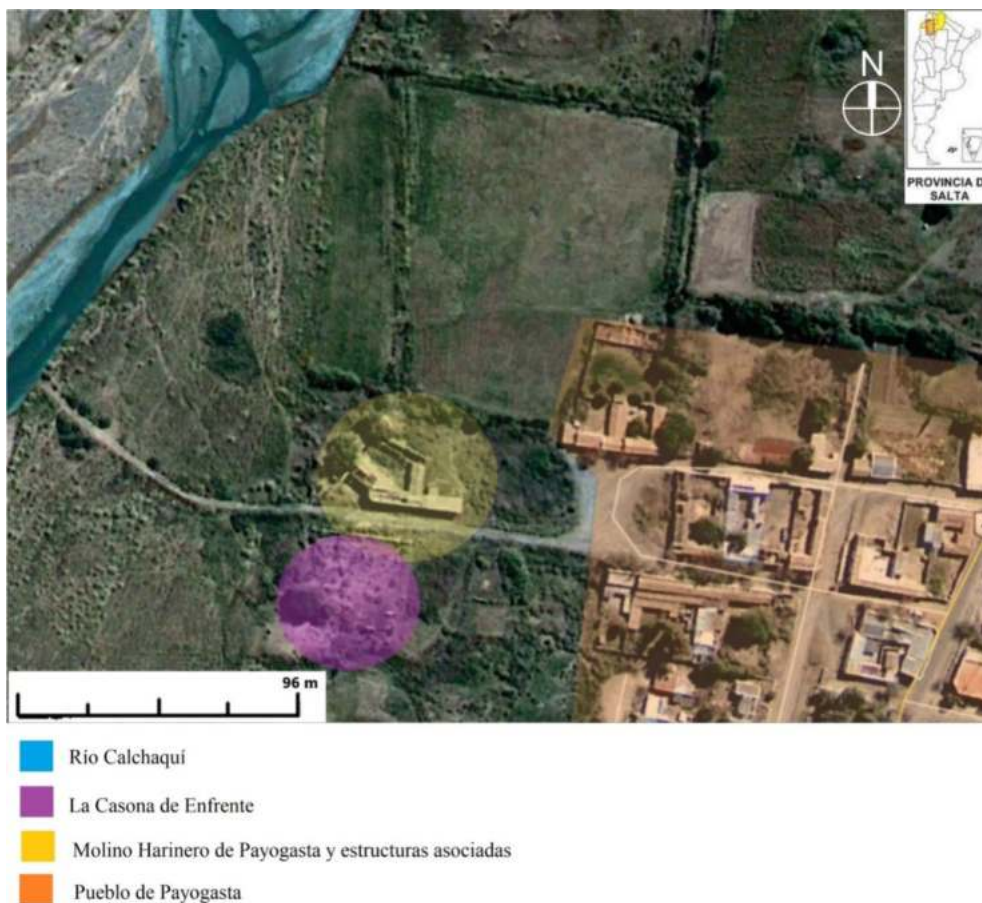 N
PROVINCIA D
SALTA
96 m
Río Calchaquí
La Casona de Enfrente
Molino Harinero de Payogasta y estructuras asociadas
Pueblo de Payogasta